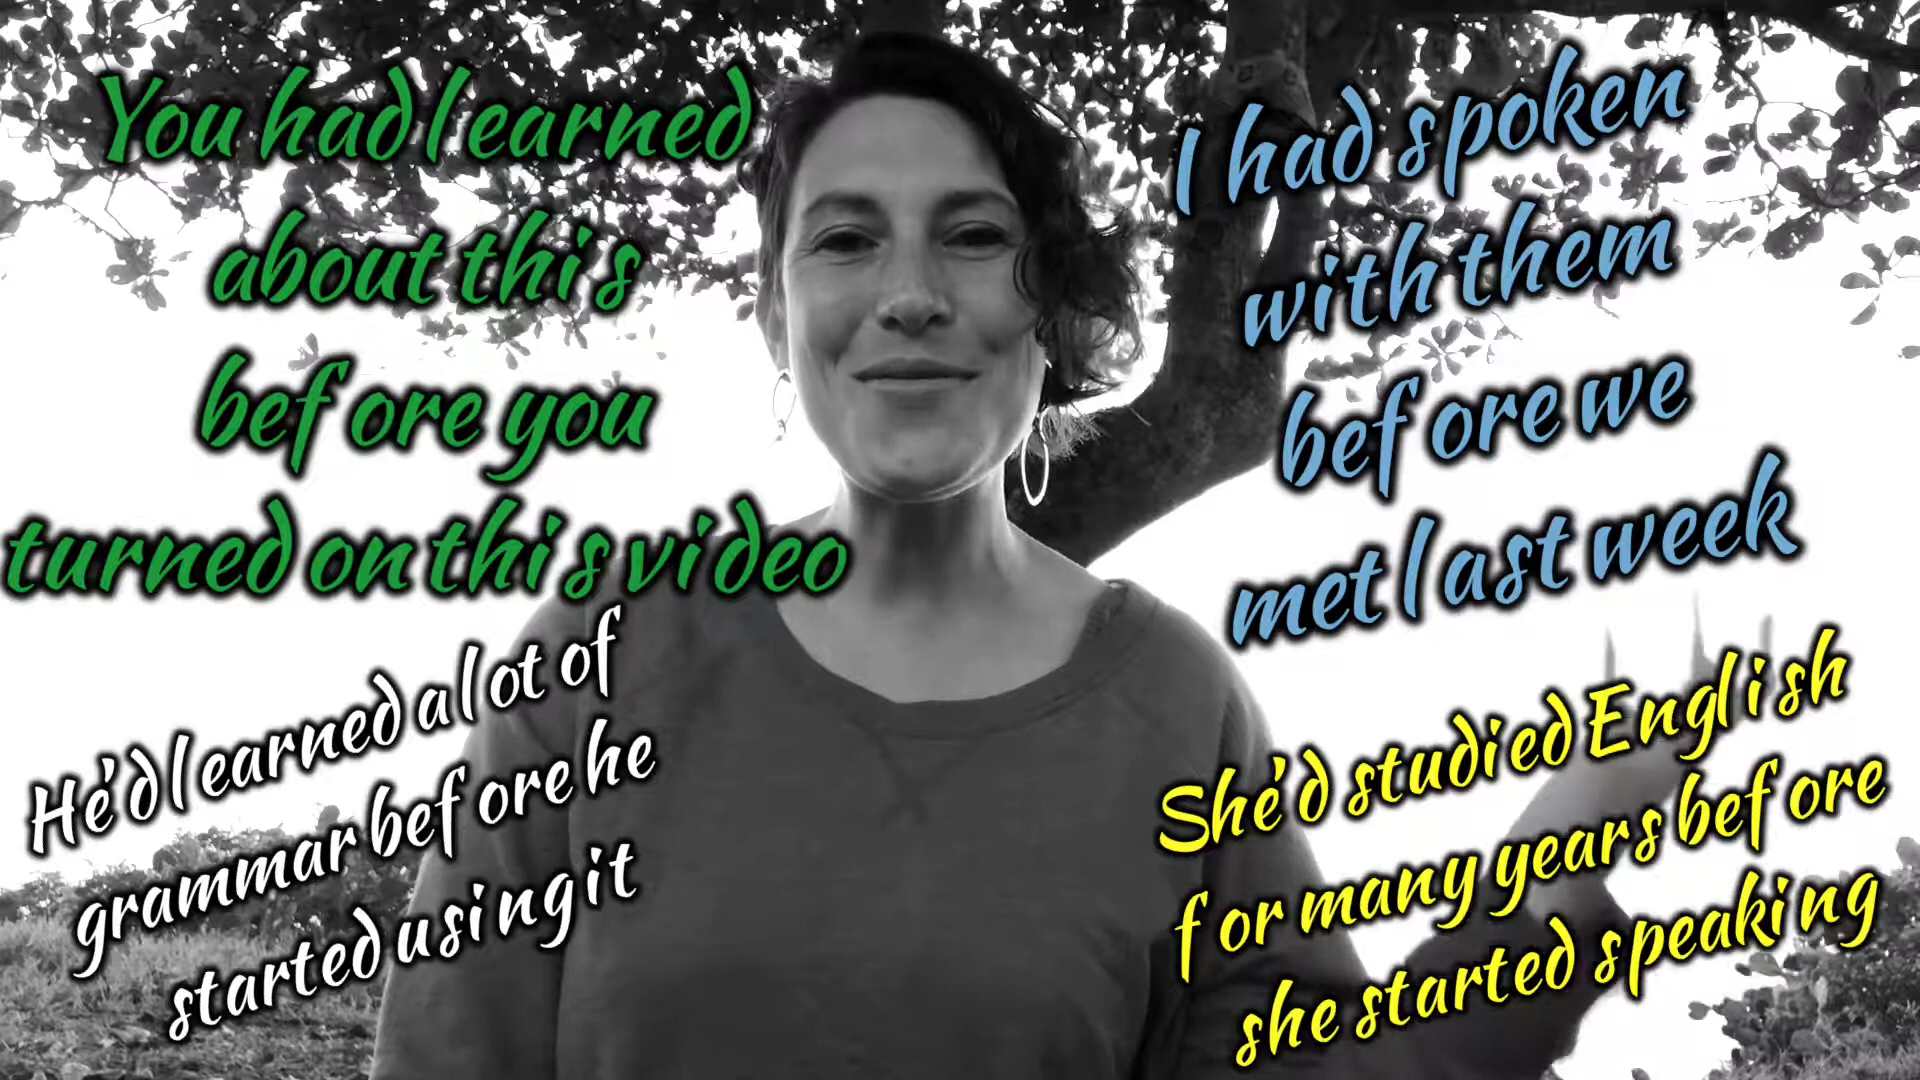 You had learned
about this
before you
turned on this video
I had spoken
with them
before we
met last week
He'd learned a lot of
grammar before he
started using it
She'd studied English
for many years before
she started speaking